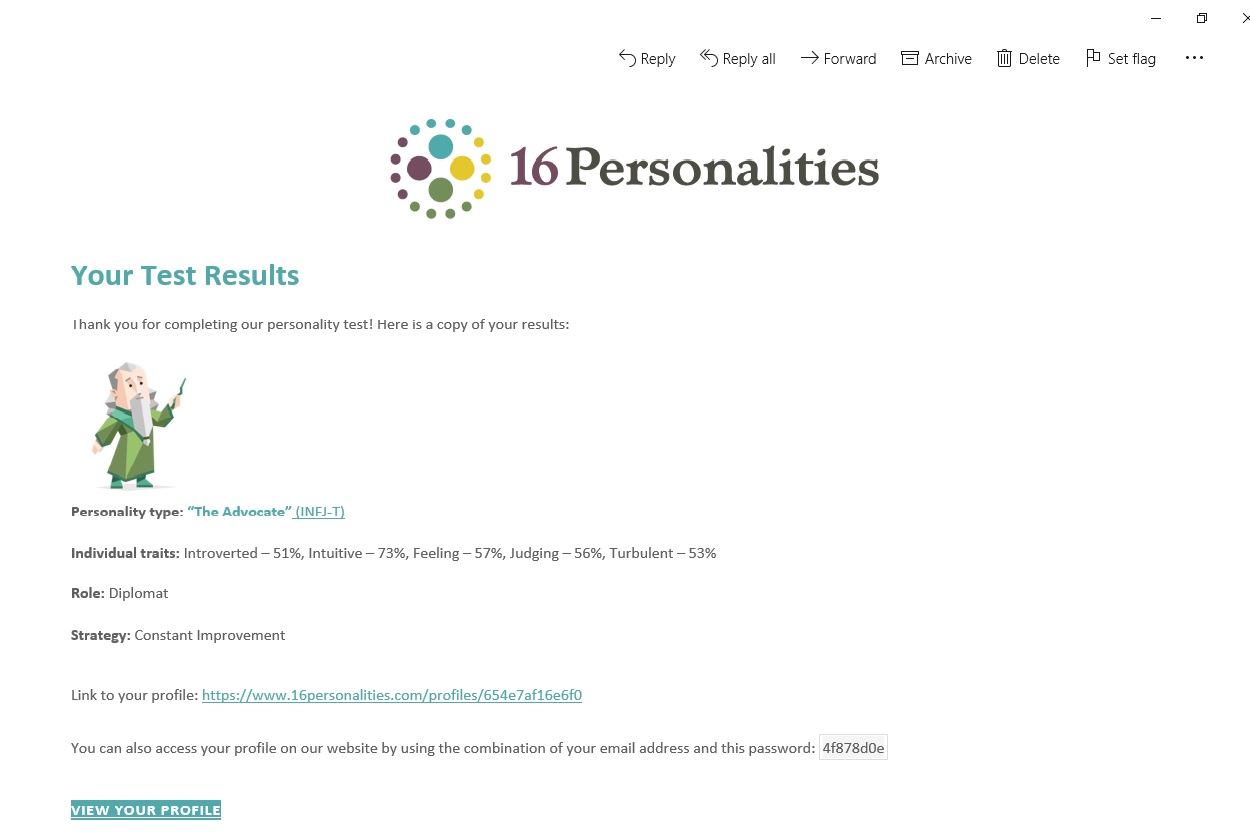 Reply Reply all Forward Archive Delete Set flag
16Personalities
Your Test Results
Thank you for completing our personality test! Here is a copy of your results:
Personality type: “The Advocate” (INFJ-T)
Individual traits: Introverted – 51%, Intuitive – 73%, Feeling – 57%, Judging – 56%, Turbulent – 53%
Role: Diplomat
Strategy: Constant Improvement
Link to your profile: https://www.16personalities.com/profiles/654e7af16e6f0
You can also access your profile on our website by using the combination of your email address and this password: 4f878d0e
VIEW YOUR PROFILE